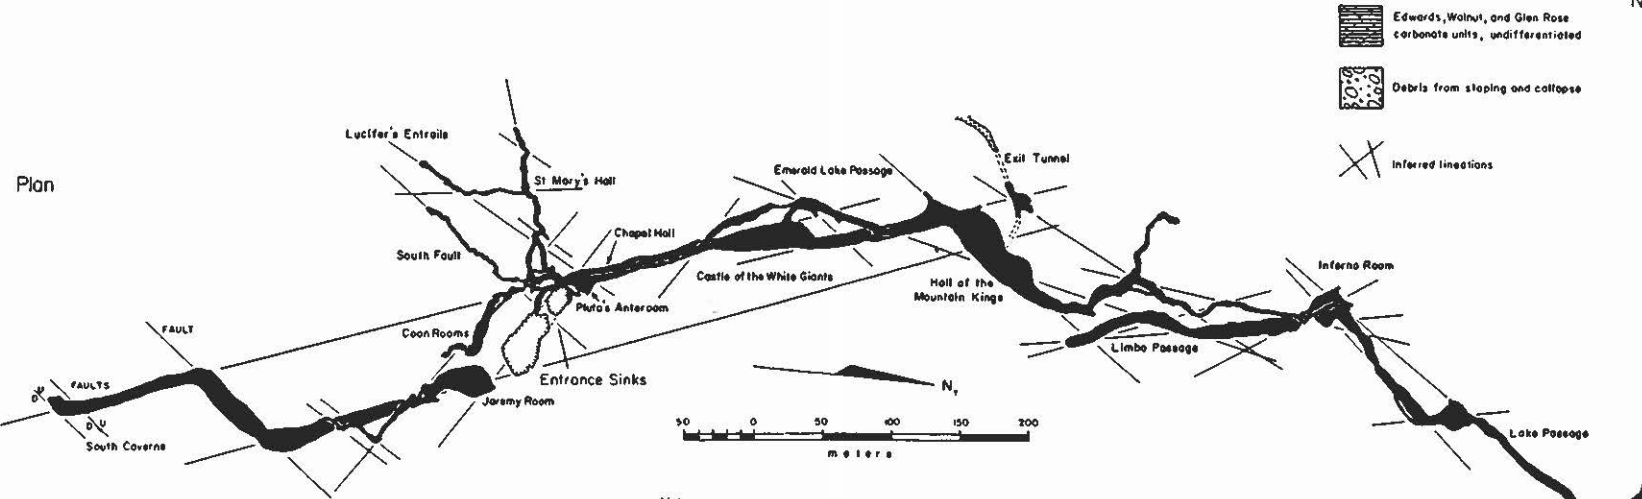 Edwards, Walnut, and Glen Rose
carbonate units, undifferentiated
Debris from stoping and collapse
Inferred lineations
Plan
Lucifer's Entrails
St Mary's Hall
South Fault
Chapel Hall
Emerald Lake Passage
Exit Tunnel
Castle of the White Giants
Hall of the
Mountain Kings
Pluto's Anteroom
Coon Rooms
Inferno Room
Limbo Passage
FAULT
FAULTS
Entrance Sinks
Jeremy Room
South Caverns
Lake Passage
U
D
D
U
N
T
50 0 50 100 150 200
meters